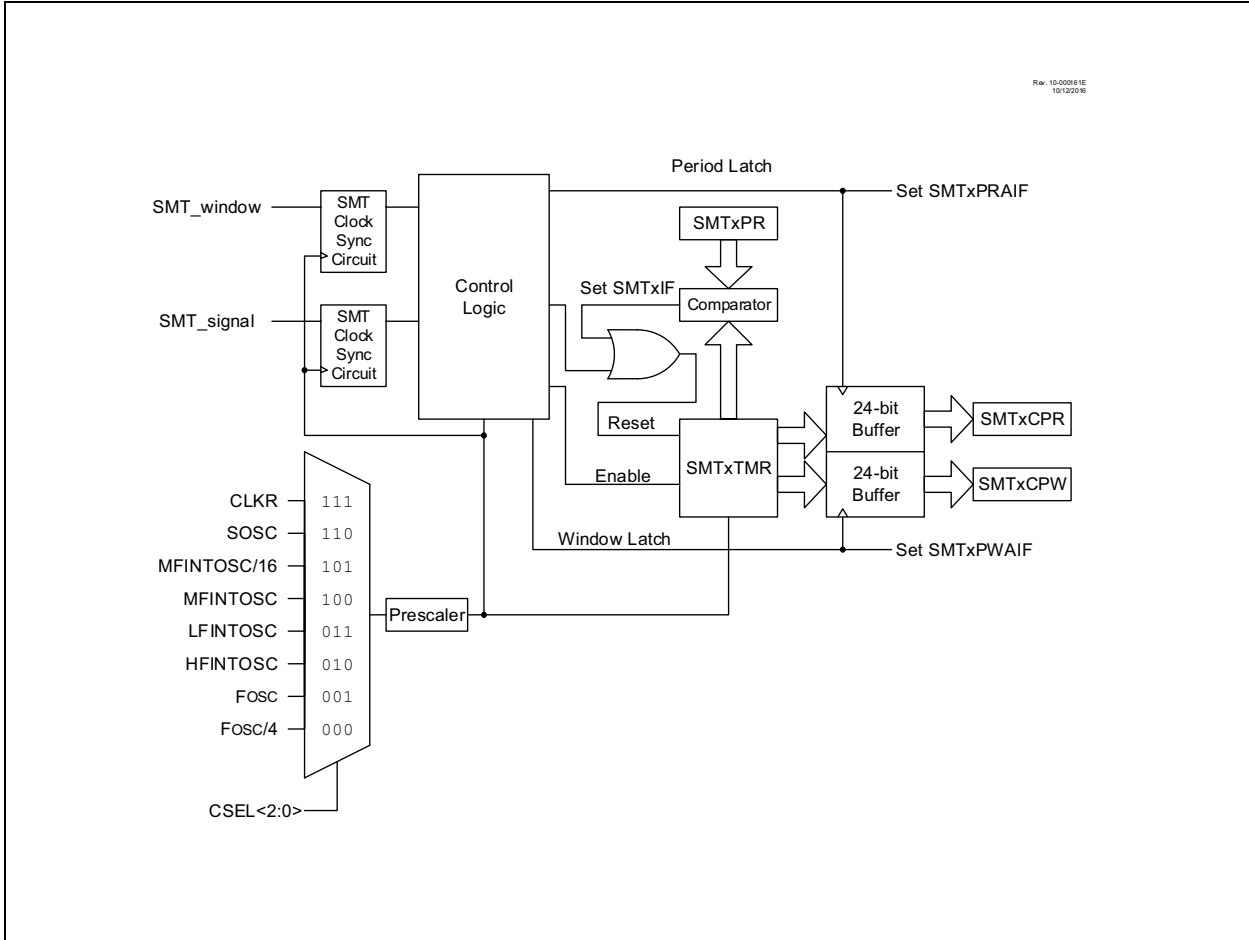 Rev. 10-000161E
10/12/2016
Period Latch
Set SMTxPRAIF
SMT_window
SMT
Clock
Sync
Circuit
SMTxPR
Control
Logic
Set SMTxIF
Comparator
SMT_signal
SMT
Clock
Sync
Circuit
Reset
24-bit
Buffer
SMTxCPR
SMTxTMR
Enable
24-bit
Buffer
SMTxCPW
Window Latch
Set SMTxPWAIF
CLKR 111
SOSC 110
MFINTOSC/16 101
MFINTOSC 100
LFINTOSC 011
HFINTOSC 010
FOSC 001
FOSC/4 000
Prescaler
CSEL<2:0>